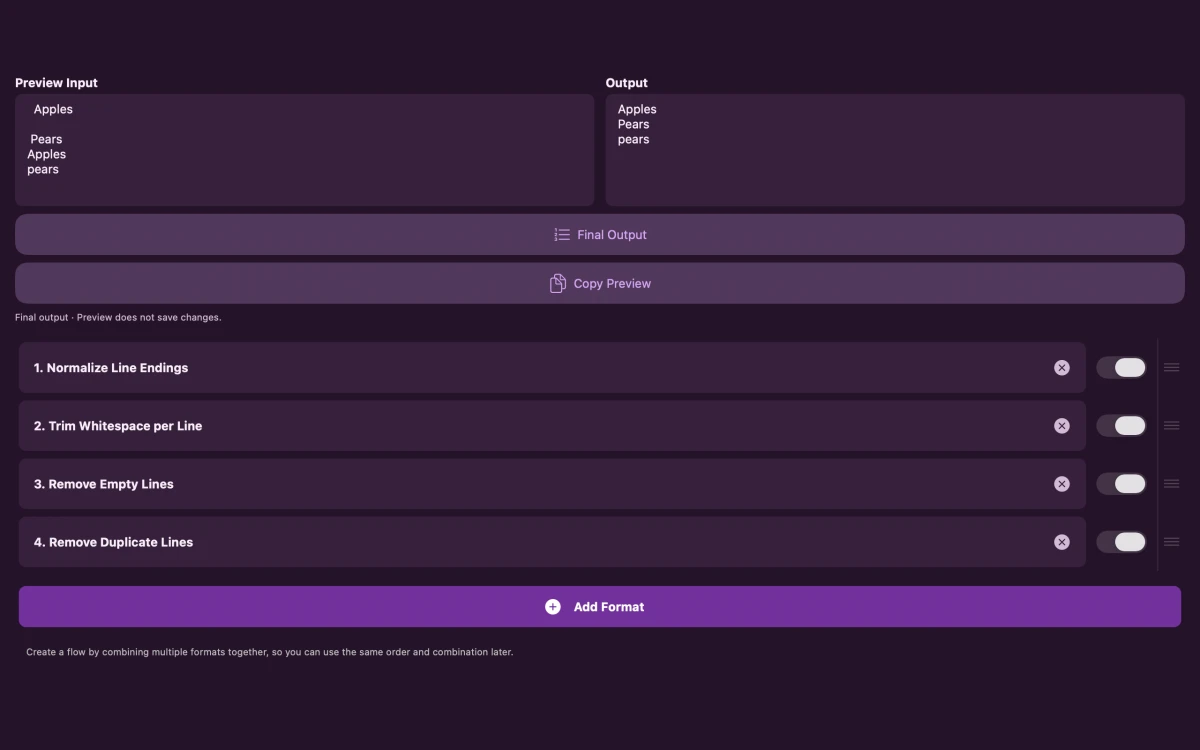 Preview Input
Apples
Pears
Apples
pears
Output
Apples
Pears
pears
Final Output
Copy Preview
Final output · Preview does not save changes.
1. Normalize Line Endings
2. Trim Whitespace per Line
3. Remove Empty Lines
4. Remove Duplicate Lines
Add Format
Create a flow by combining multiple formats together, so you can use the same order and combination later.